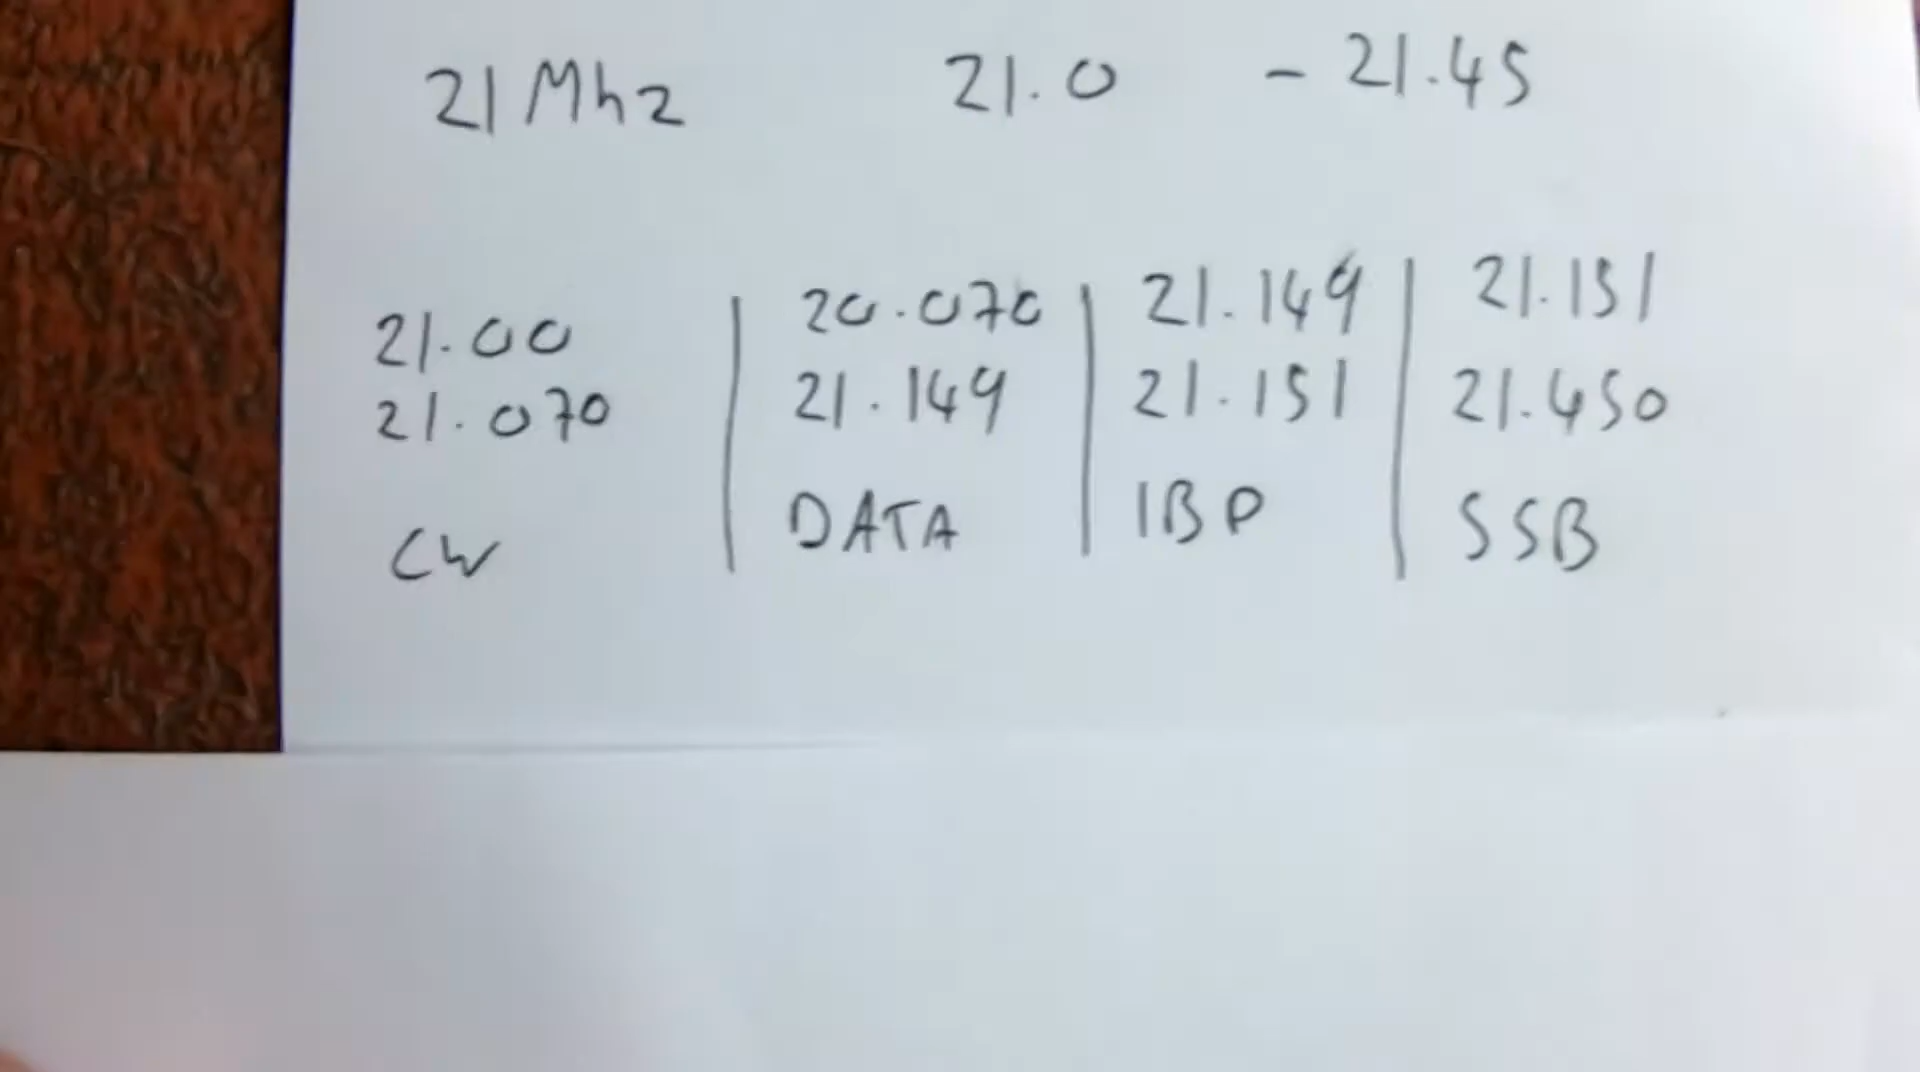 21 Mhz 21.0 - 21.45
21.00 | 20.070 | 21.149 | 21.151
21.070 | 21.149 | 21.151 | 21.450
CW | DATA | IBP | SSB